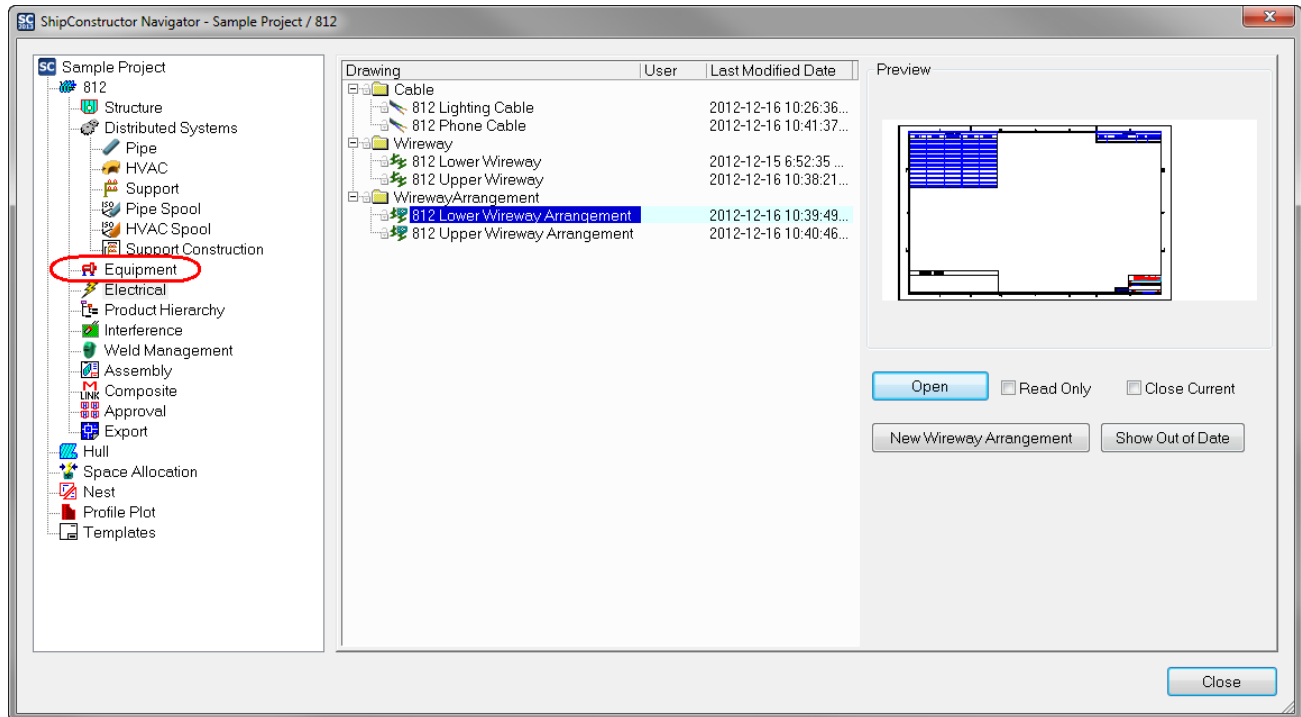 ShipConstructor Navigator - Sample Project / 812
Sample Project
812
Structure
Distributed Systems
Pipe
HVAC
Support
Pipe Spool
HVAC Spool
Support Construction
Equipment
Electrical
Product Hierarchy
Interference
Weld Management
Assembly
Composite
Approval
Export
Hull
Space Allocation
Nest
Profile Plot
Templates
Drawing User Last Modified Date
Cable
812 Lighting Cable 2012-12-16 10:26:36...
812 Phone Cable 2012-12-16 10:41:37...
Wireway
812 Lower Wireway 2012-12-15 6:52:35 ...
812 Upper Wireway 2012-12-16 10:38:21...
WirewayArrangement
812 Lower Wireway Arrangement 2012-12-16 10:39:49...
812 Upper Wireway Arrangement 2012-12-16 10:40:46...
Preview
Open Read Only Close Current
New Wireway Arrangement Show Out of Date
Close